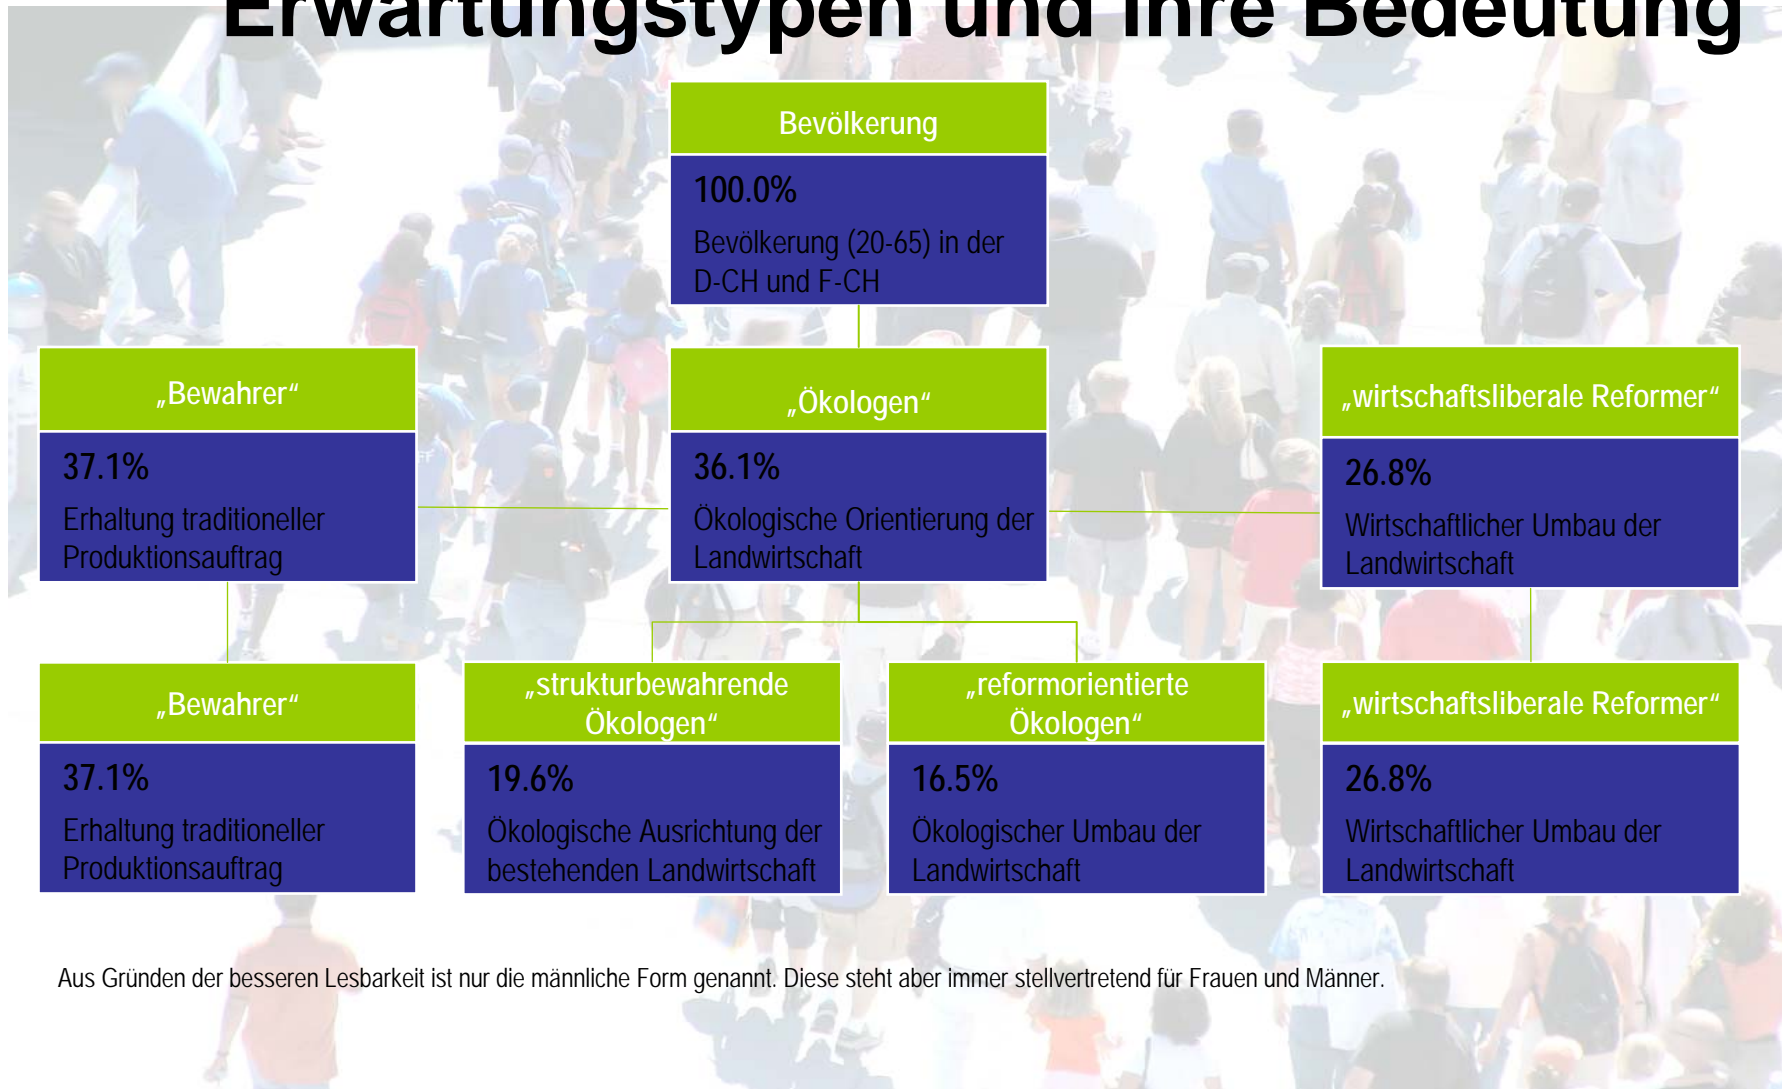 Erwartungstypen und ihre Bedeutung
Bevölkerung
100.0%
Bevölkerung (20-65) in der
D-CH und F-CH
„Bewahrer“
37.1%
Erhaltung traditioneller
Produktionsauftrag
„Ökologen“
36.1%
Ökologische Orientierung der
Landwirtschaft
„wirtschaftsliberale Reformer“
26.8%
Wirtschaftlicher Umbau der
Landwirtschaft
„Bewahrer“
37.1%
Erhaltung traditioneller
Produktionsauftrag
„strukturbewahrende
Ökologen“
19.6%
Ökologische Ausrichtung der
bestehenden Landwirtschaft
„reformorientierte
Ökologen“
16.5%
Ökologischer Umbau der
Landwirtschaft
„wirtschaftsliberale Reformer“
26.8%
Wirtschaftlicher Umbau der
Landwirtschaft
Aus Gründen der besseren Lesbarkeit ist nur die männliche Form genannt. Diese steht aber immer stellvertretend für Frauen und Männer.